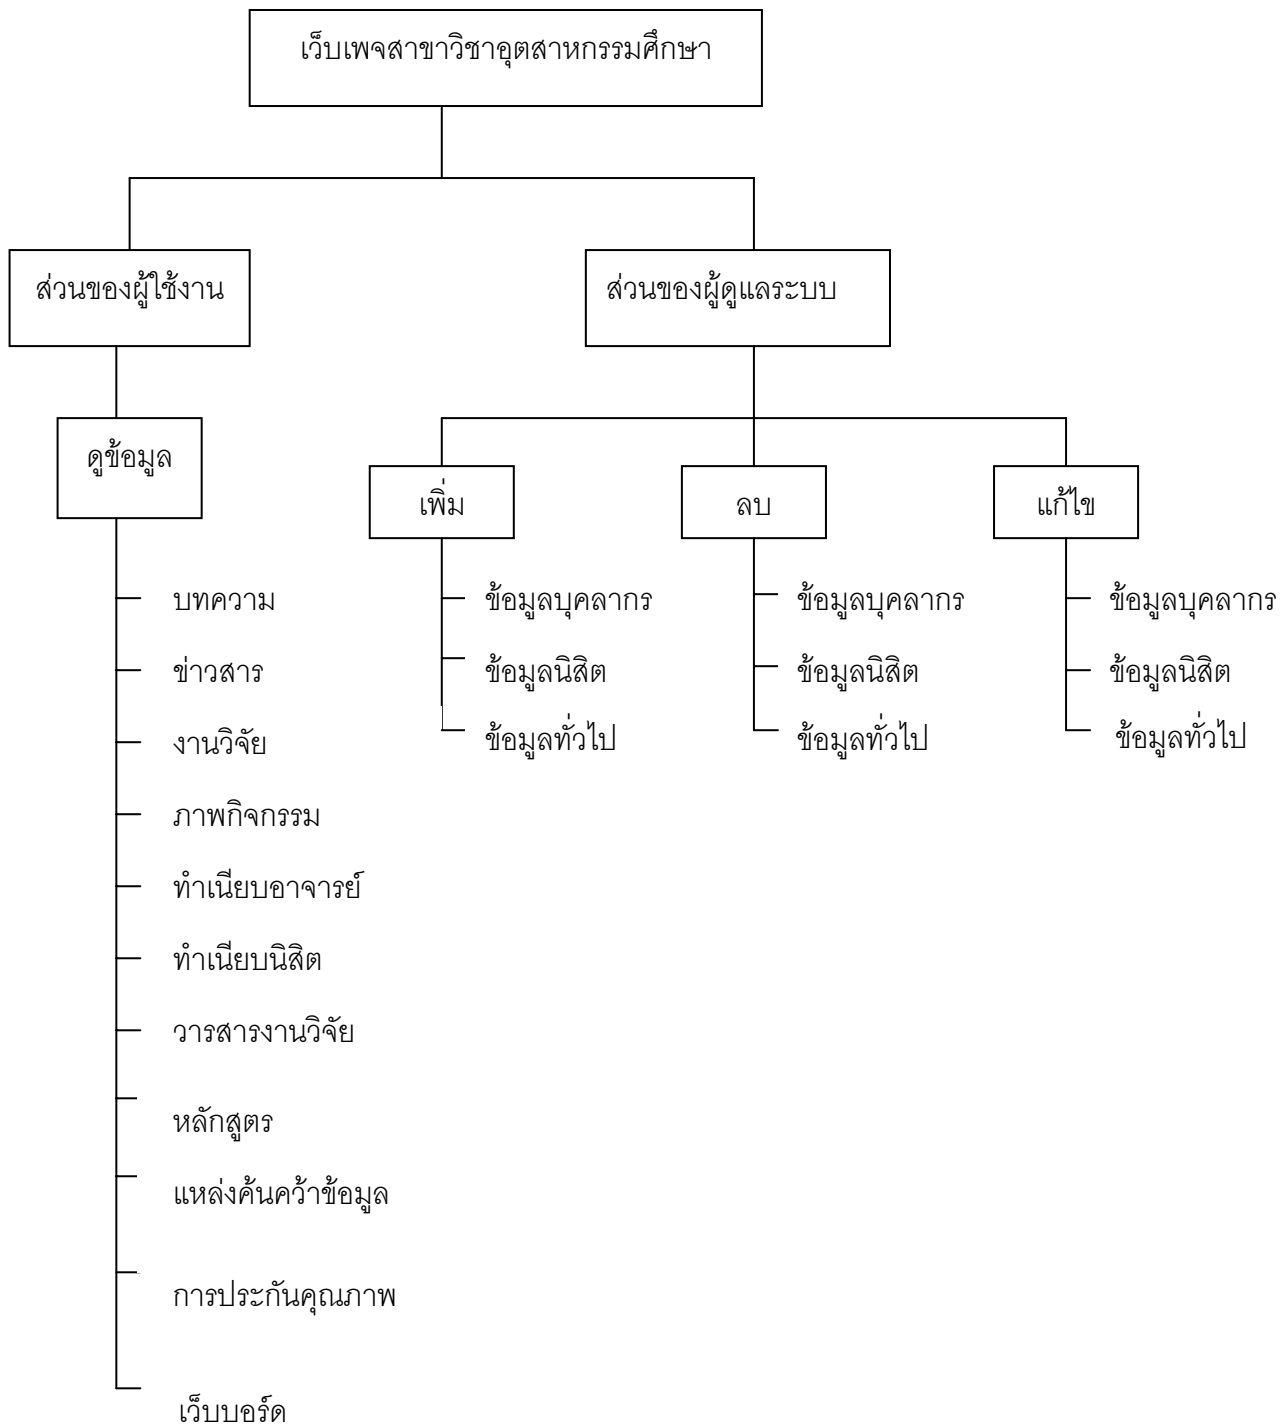 เว็บเพจสาขาวิชาอุตสาหกรรมศึกษา
ส่วนของผู้ใช้งาน
ส่วนของผู้ดูแลระบบ
ดูข้อมูล
บทความ
ข่าวสาร
งานวิจัย
ภาพกิจกรรม
ทำเนียบอาจารย์
ทำเนียบนิสิต
วารสารงานวิจัย
หลักสูตร
แหล่งค้นคว้าข้อมูล
การประกันคุณภาพ
เว็บบอร์ด
เพิ่ม
ข้อมูลบุคลากร
ข้อมูลนิสิต
ข้อมูลทั่วไป
ลบ
ข้อมูลบุคลากร
ข้อมูลนิสิต
ข้อมูลทั่วไป
แก้ไข
ข้อมูลบุคลากร
ข้อมูลนิสิต
ข้อมูลทั่วไป